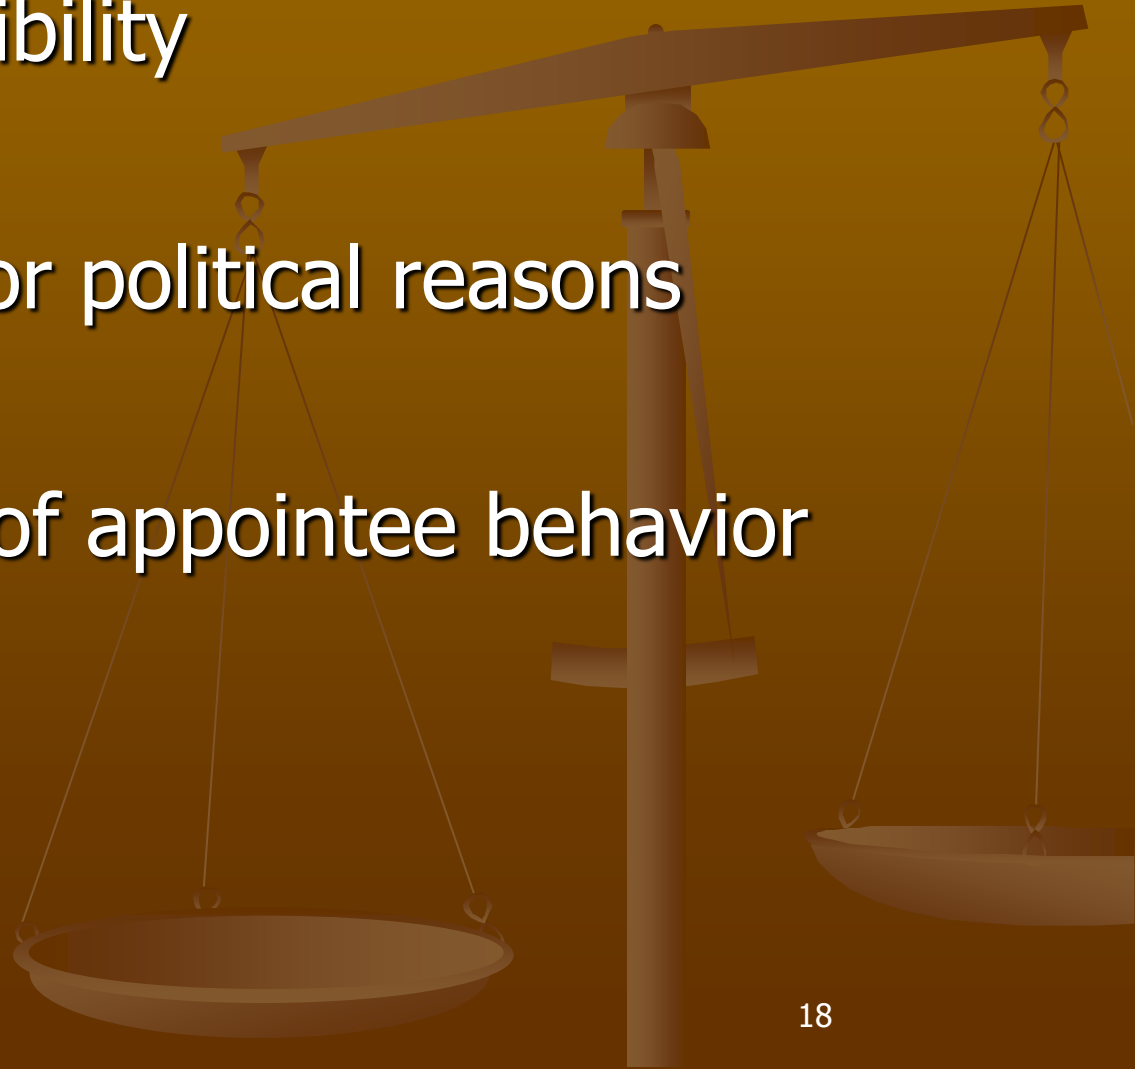 ibility
or political reasons
of appointee behavior
18